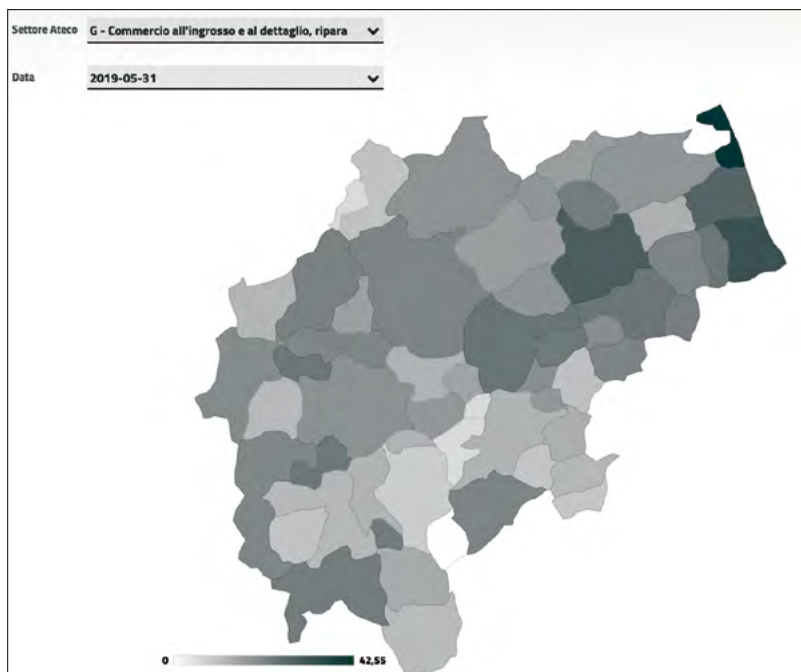 Settore Ateco G - Commercio all'ingrosso e al dettaglio, ripara
Data 2019-05-31
0 42,55